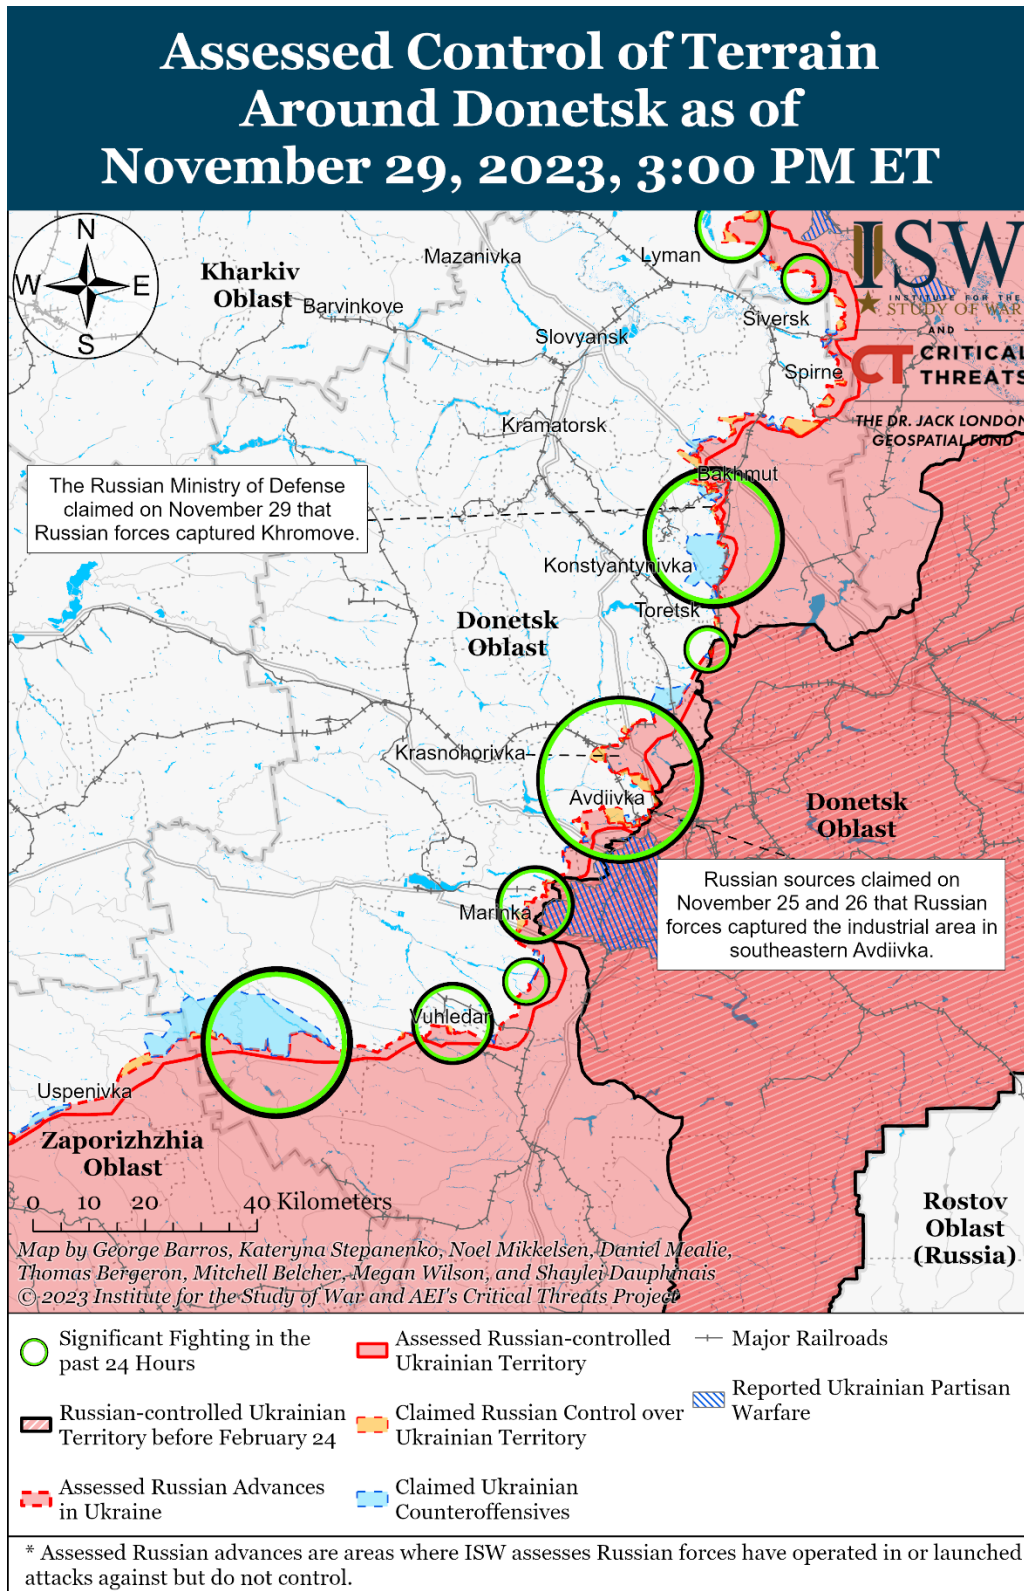 Assessed Control of Terrain
Around Donetsk as of
November 29, 2023, 3:00 PM ET
N
W
E
S
Kharkiv
Oblast
Mazanivka
Lyman
ISW
INSTITUTE FOR THE
STUDY OF WAR
AND
CT CRITICAL
THREATS
THE DR. JACK LONDON
GEOSPATIAL FUND
Barvinkove
Slovyansk
Siversk
Spirne
Kramatorsk
Bakhmut
The Russian Ministry of Defense
claimed on November 29 that
Russian forces captured Khromove.
Konstyantynivka
Toretsk
Donetsk
Oblast
Krasnohorivka
Avdiivka
Donetsk
Oblast
Russian sources claimed on
November 25 and 26 that Russian
forces captured the industrial area in
southeastern Avdiivka.
Marinka
Vuhledar
Uspenivka
Zaporizhzhia
Oblast
Rostov
Oblast
(Russia)
0 10 20 40 Kilometers
Map by George Barros, Kateryna Stepanenko, Noel Mikkelsen, Daniel Mealie,
Thomas Bergeron, Mitchell Belcher, Megan Wilson, and Shaylei Dauphinais
© 2023 Institute for the Study of War and AEI's Critical Threats Project
Significant Fighting in the
past 24 Hours
Russian-controlled Ukrainian
Territory before February 24
Assessed Russian Advances
in Ukraine
Assessed Russian-controlled
Ukrainian Territory
Claimed Russian Control over
Ukrainian Territory
Claimed Ukrainian
Counteroffensives
Major Railroads
Reported Ukrainian Partisan
Warfare
* Assessed Russian advances are areas where ISW assesses Russian forces have operated in or launched
attacks against but do not control.